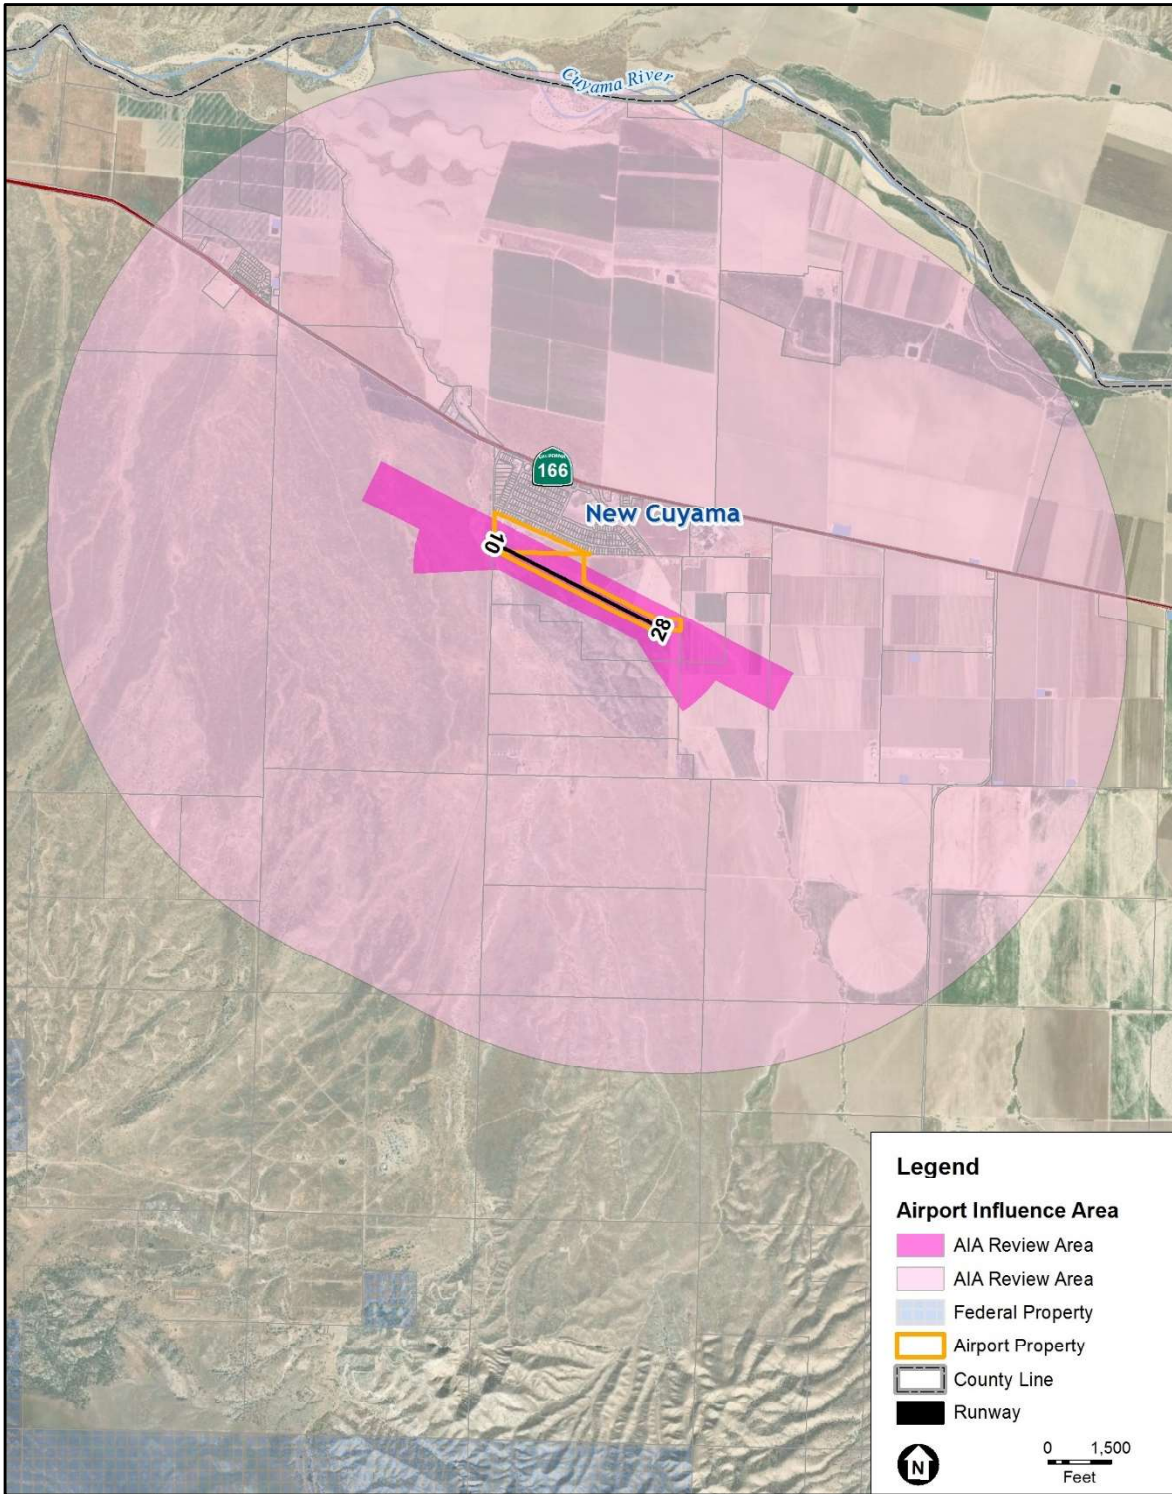 Cuyama River
CALIFORNIA
166
New Cuyama
10
28
Legend
Airport Influence Area
AIA Review Area
AIA Review Area
Federal Property
Airport Property
County Line
Runway
N
0 1,500
Feet